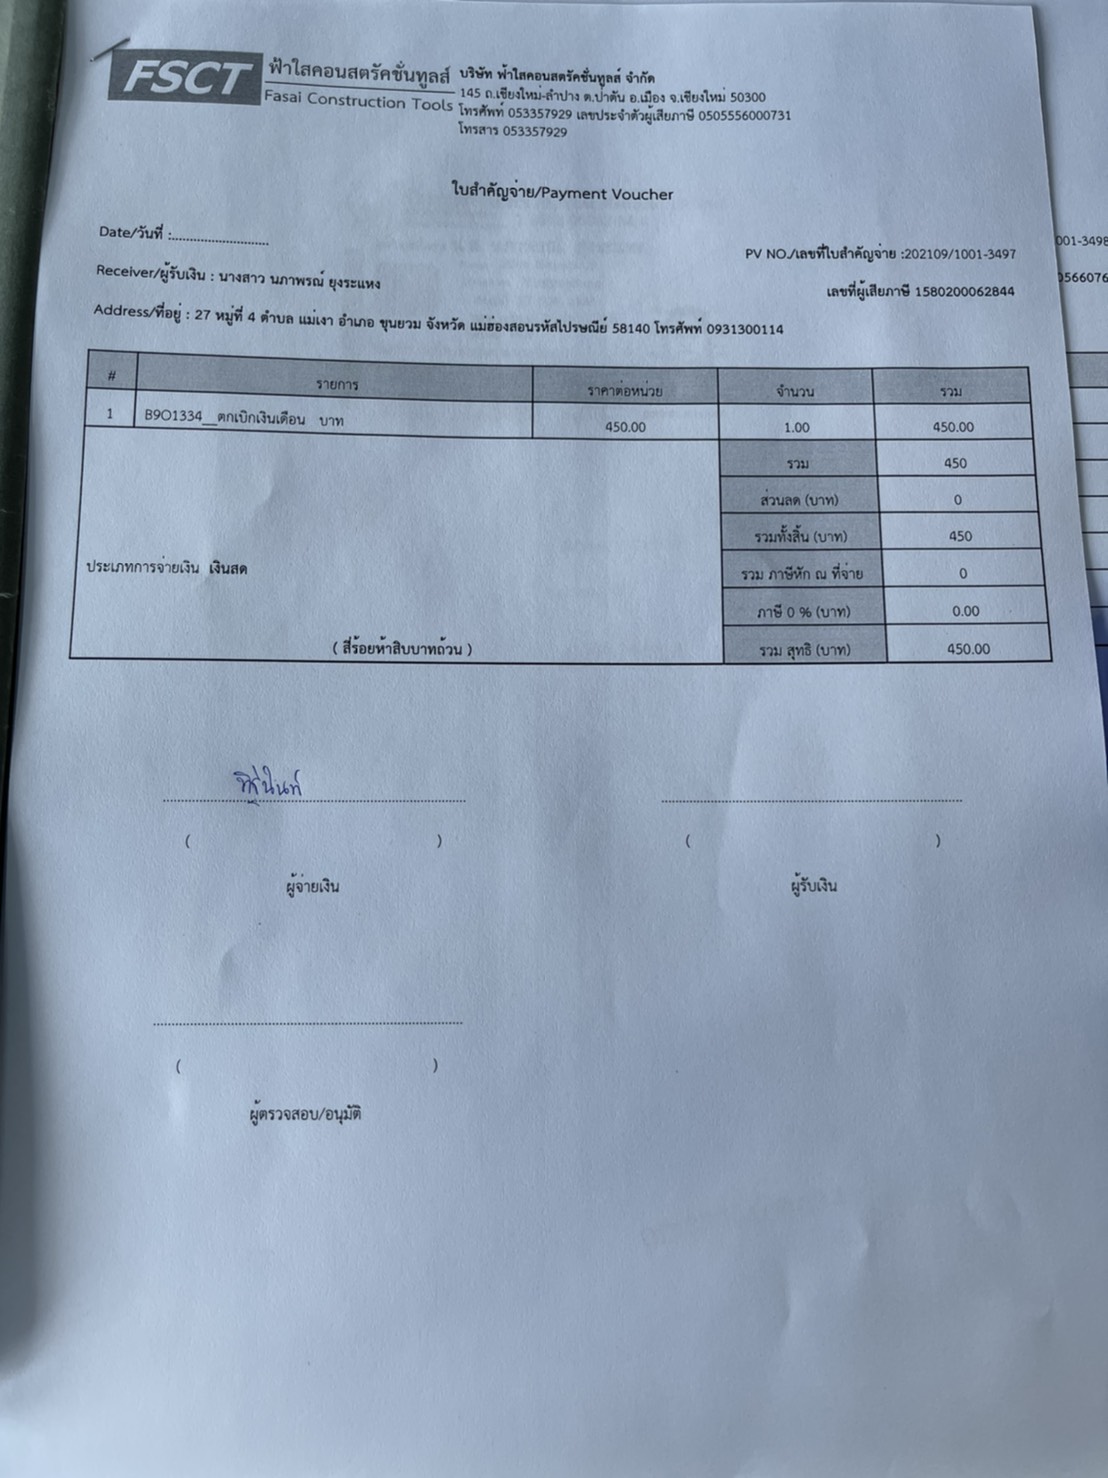 FSCT ฟ้าใสคอนสตรัคชั่นทูลส์
Fasai Construction Tools
บริษัท ฟ้าใสคอนสตรัคชั่นทูลส์ จำกัด
145 ถ.เชียงใหม่-ลำปาง ต.ป่าตัน อ.เมือง จ.เชียงใหม่ 50300
โทรศัพท์ 053357929 เลขประจำตัวผู้เสียภาษี 0505556000731
โทรสาร 053357929
ใบสำคัญจ่าย/Payment Voucher
Date/วันที่ :..........................
PV NO./เลขที่ใบสำคัญจ่าย :202109/1001-3497
Receiver/ผู้รับเงิน : นางสาว นภาพรณ์ ยุงระแหง
เลขที่ผู้เสียภาษี 1580200062844
Address/ที่อยู่ : 27 หมู่ที่ 4 ตำบล แม่เงา อำเภอ ขุนยวม จังหวัด แม่ฮ่องสอนรหัสไปรษณีย์ 58140 โทรศัพท์ 0931300114
# รายการ ราคาต่อหน่วย จำนวน รวม
1 B9O1334__ตกเบิกเงินเดือน บาท 450.00 1.00 450.00
รวม 450
ส่วนลด (บาท) 0
รวมทั้งสิ้น (บาท) 450
ประเภทการจ่ายเงิน เงินสด
รวม ภาษีหัก ณ ที่จ่าย 0
ภาษี 0 % (บาท) 0.00
( สี่ร้อยห้าสิบบาทถ้วน )
รวม สุทธิ (บาท) 450.00
( ) ( )
ผู้จ่ายเงิน ผู้รับเงิน
( )
ผู้ตรวจสอบ/อนุมัติ
001-3498
0566076